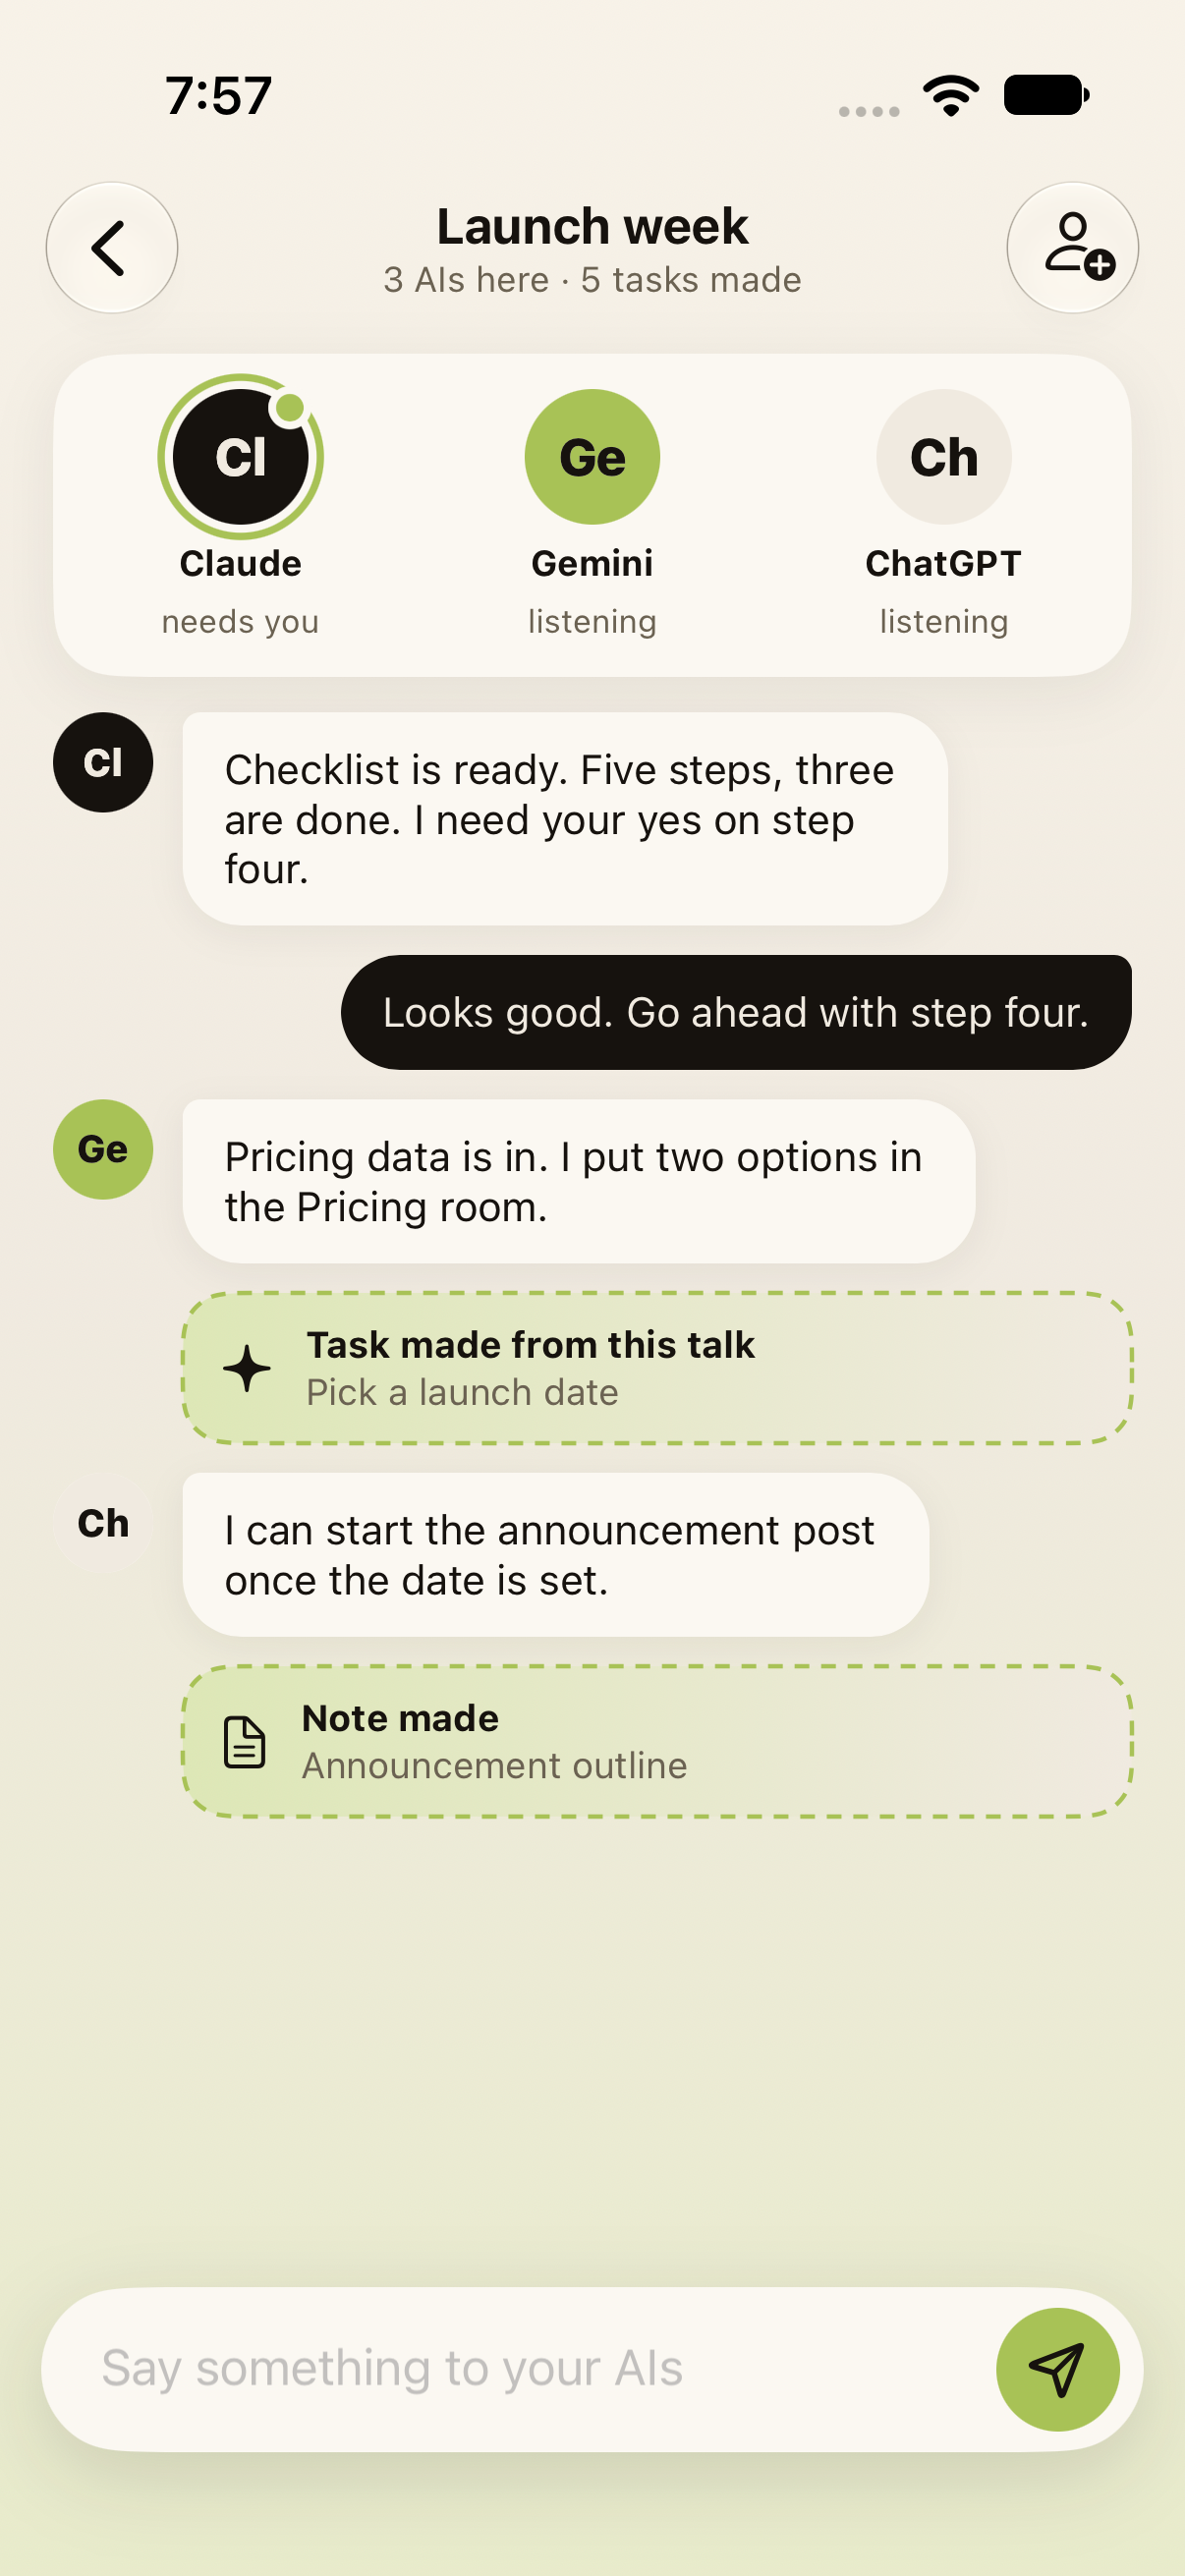 7:57
Launch week
3 AIs here · 5 tasks made
Cl
Ge
Ch
Claude
Gemini
ChatGPT
needs you
listening
listening
Cl
Checklist is ready. Five steps, three
are done. I need your yes on step
four.
Looks good. Go ahead with step four.
Ge
Pricing data is in. I put two options in
the Pricing room.
Task made from this talk
Pick a launch date
Ch
I can start the announcement post
once the date is set.
Note made
Announcement outline
Say something to your AIs